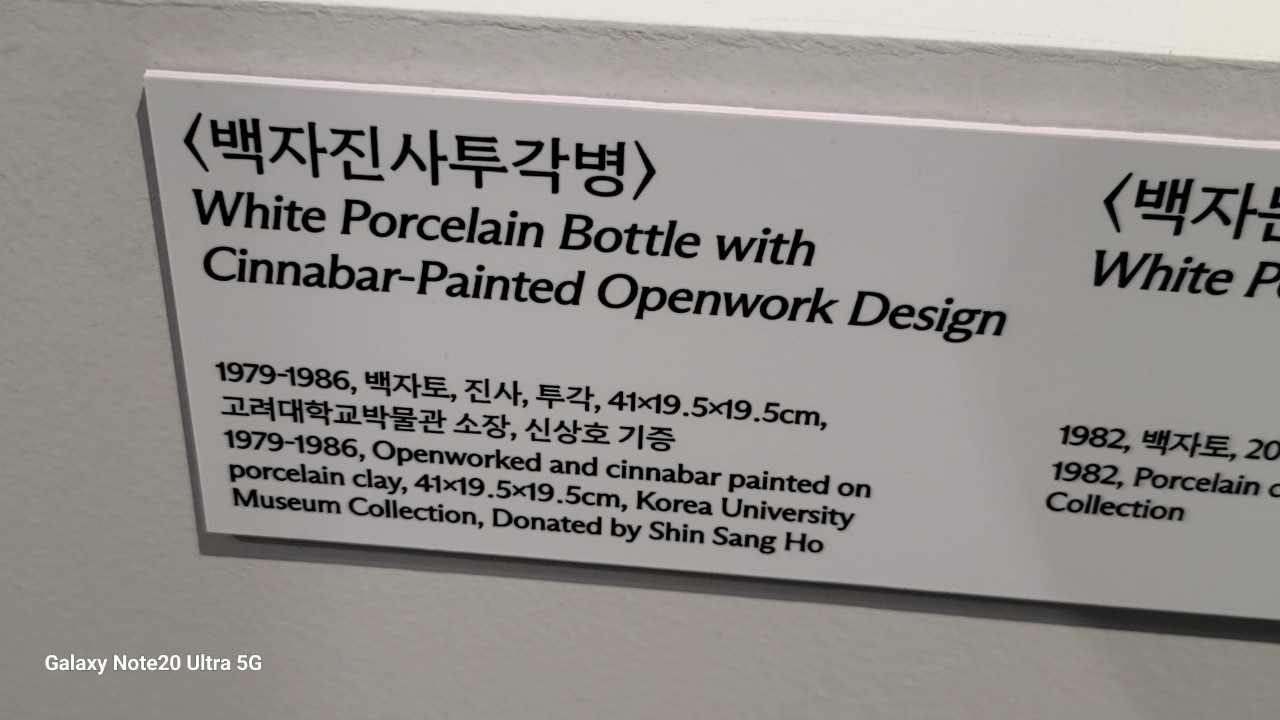 〈백자진사투각병〉
White Porcelain Bottle with
Cinnabar-Painted Openwork Design
1979-1986, 백자토, 진사, 투각, 41×19.5×19.5cm,
고려대학교박물관 소장, 신상호 기증
1979-1986, Openworked and cinnabar painted on
porcelain clay, 41×19.5×19.5cm, Korea University
Museum Collection, Donated by Shin Sang Ho
〈백자
White
1982, 백자토, 20
1982, Porcelain
Collection
Galaxy Note20 Ultra 5G